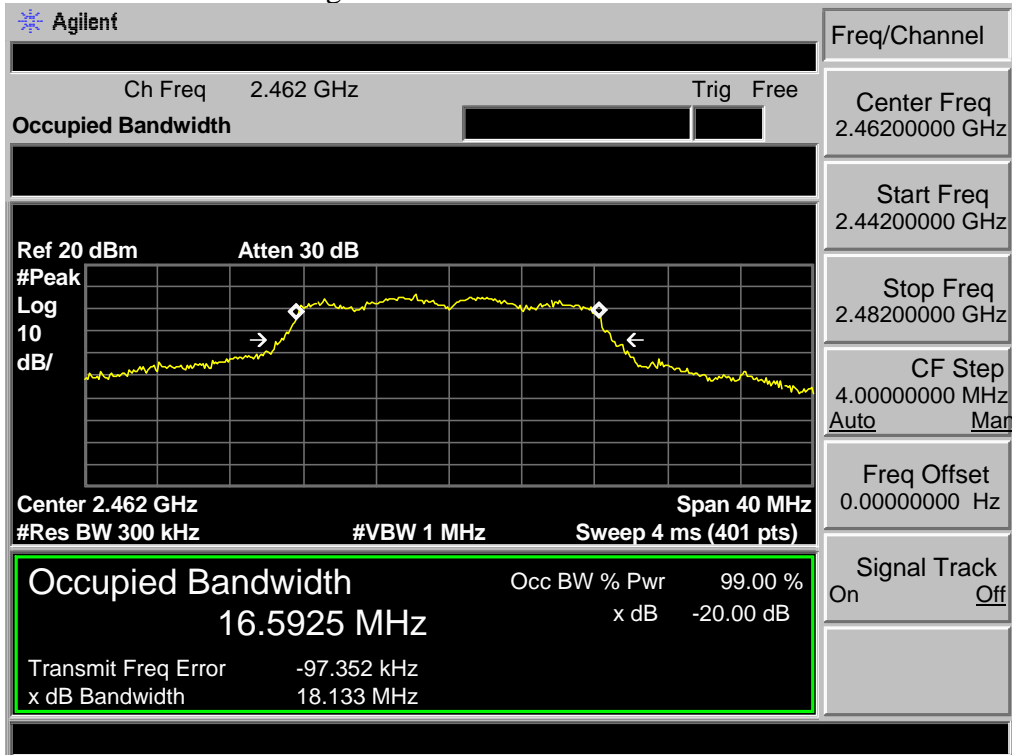 Agilent
Freq/Channel
Ch Freq 2.462 GHz Trig Free
Occupied Bandwidth
Center Freq
2.46200000 GHz
Start Freq
2.44200000 GHz
Ref 20 dBm Atten 30 dB
#Peak
Log
10
dB/
Stop Freq
2.48200000 GHz
CF Step
4.00000000 MHz
Auto Man
Center 2.462 GHz Span 40 MHz
#Res BW 300 kHz #VBW 1 MHz Sweep 4 ms (401 pts)
Freq Offset
0.00000000 Hz
Occupied Bandwidth Occ BW % Pwr 99.00 %
16.5925 MHz x dB -20.00 dB
Transmit Freq Error -97.352 kHz
x dB Bandwidth 18.133 MHz
Signal Track
On Off